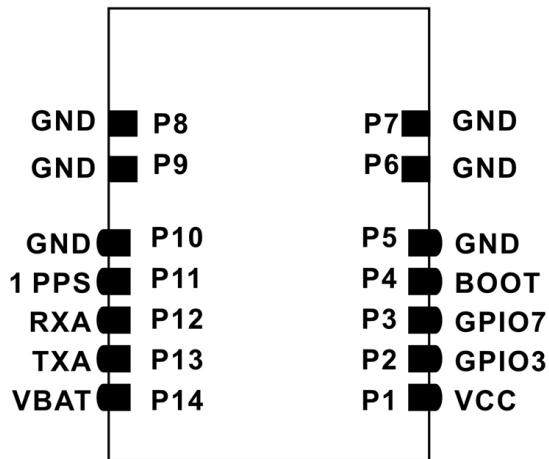 GND P8 P7 GND
GND P9 P6 GND
GND P10 P5 GND
1 PPS P11 P4 BOOT
RXA P12 P3 GPIO7
TXA P13 P2 GPIO3
VBAT P14 P1 VCC